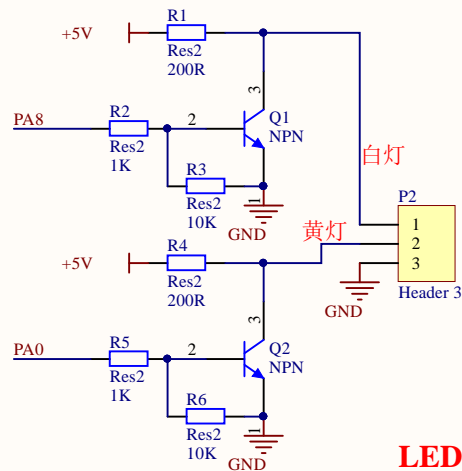 R1
+5V
Res2
200R
3
Q1
NPN
PA8
R2
2
Res2
1K
R3
Res2
10K
1
GND
白灯
P2
1
2
3
Header 3
黄灯
GND
R4
+5V
Res2
200R
3
Q2
NPN
PA0
R5
2
Res2
1K
R6
Res2
10K
1
GND
LED